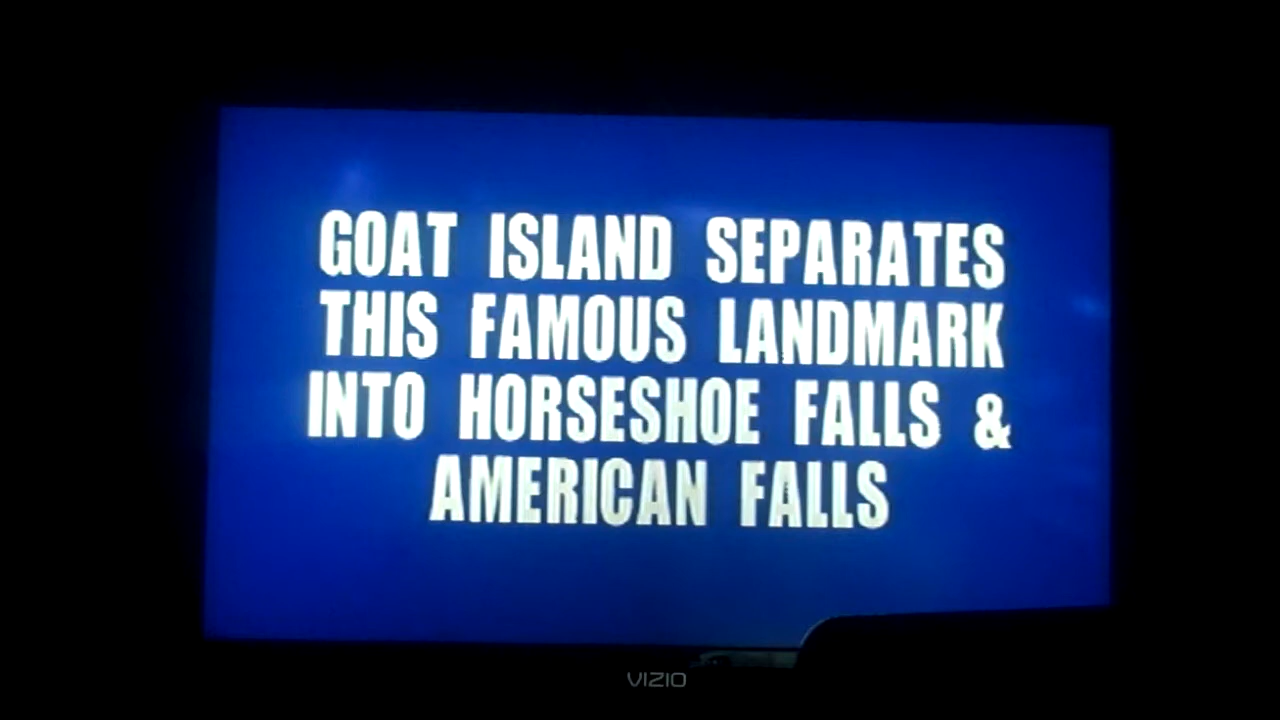 GOAT ISLAND SEPARATES
THIS FAMOUS LANDMARK
INTO HORSESHOE FALLS &
AMERICAN FALLS
VIZIO